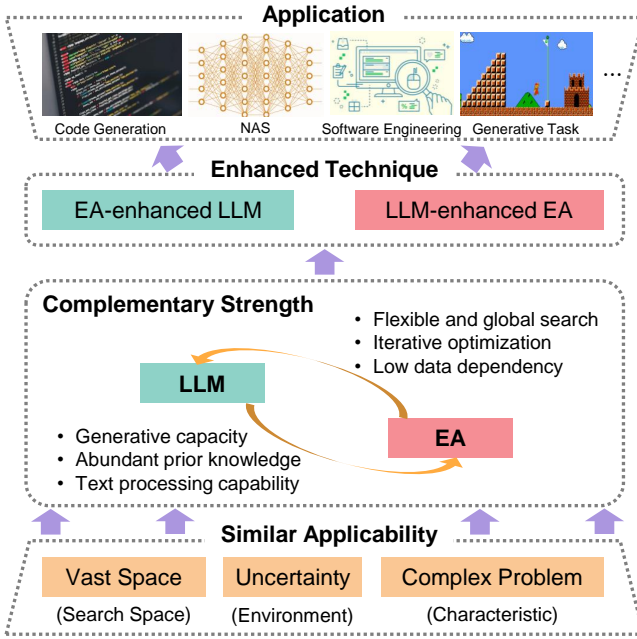 Application
Code Generation
NAS
Software Engineering
Generative Task
...
Enhanced Technique
EA-enhanced LLM
LLM-enhanced EA
Complementary Strength
• Flexible and global search
• Iterative optimization
• Low data dependency
LLM
EA
• Generative capacity
• Abundant prior knowledge
• Text processing capability
Similar Applicability
Vast Space
Uncertainty
Complex Problem
(Search Space)
(Environment)
(Characteristic)